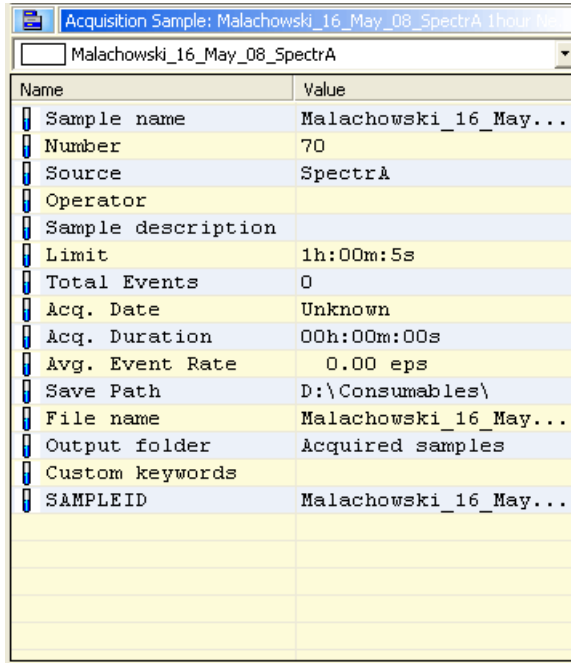 Acquisition Sample: Malachowski_16_May_08_SpectrA 1hour
Malachowski_16_May_08_SpectrA
Name Value
Sample name Malachowski_16_May...
Number 70
Source SpectrA
Operator
Sample description
Limit 1h:00m:5s
Total Events 0
Acq. Date Unknown
Acq. Duration 00h:00m:00s
Avg. Event Rate 0.00 eps
Save Path D:\Consumables\
File name Malachowski_16_May...
Output folder Acquired samples
Custom keywords
SAMPLEID Malachowski_16_May...